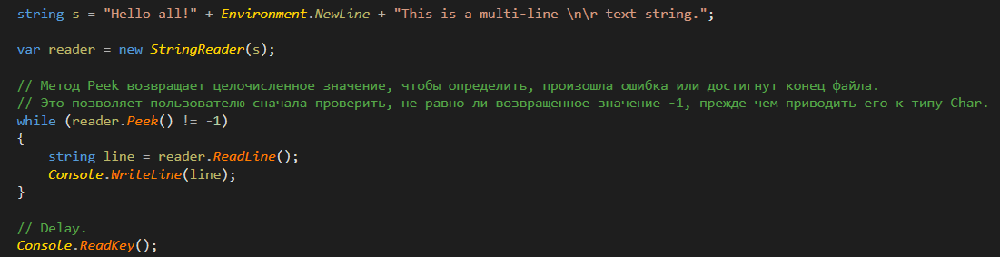 string s = "Hello all!" + Environment.NewLine + "This is a multi-line \n\r text string.";
var reader = new StringReader(s);
// Метод Peek возвращает целочисленное значение, чтобы определить, произошла ошибка или достигнут конец файла.
// Это позволяет пользователю сначала проверить, не равно ли возвращенное значение -1, прежде чем приводить его к типу Char.
while (reader.Peek() != -1)
{
    string line = reader.ReadLine();
    Console.WriteLine(line);
}
// Delay.
Console.ReadKey();